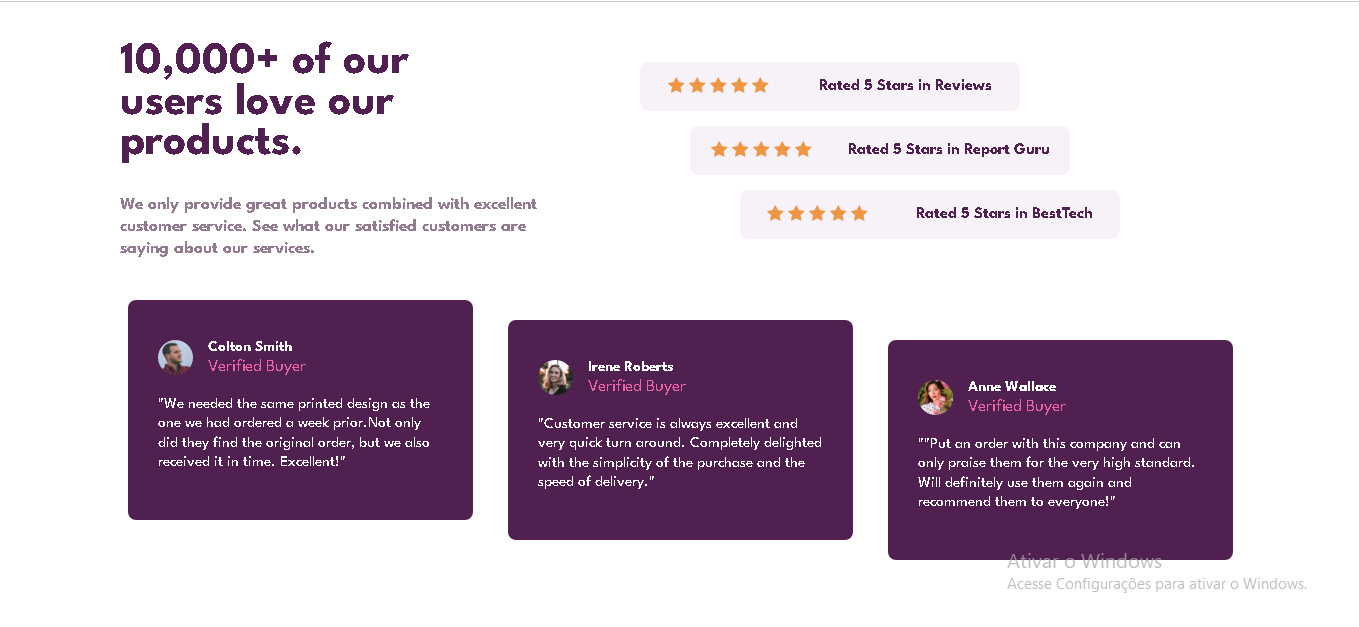 10,000+ of our
users love our
products.
We only provide great products combined with excellent
customer service. See what our satisfied customers are
saying about our services.
Rated 5 Stars in Reviews
Rated 5 Stars in Report Guru
Rated 5 Stars in BestTech
Colton Smith
Verified Buyer
"We needed the same printed design as the
one we had ordered a week prior.Not only
did they find the original order, but we also
received it in time. Excellent!"
Irene Roberts
Verified Buyer
"Customer service is always excellent and
very quick turn around. Completely delighted
with the simplicity of the purchase and the
speed of delivery."
Anne Wallace
Verified Buyer
""Put an order with this company and can
only praise them for the very high standard.
Will definitely use them again and
recommend them to everyone!"
Ativar o Windows
Acesse Configurações para ativar o Windows.